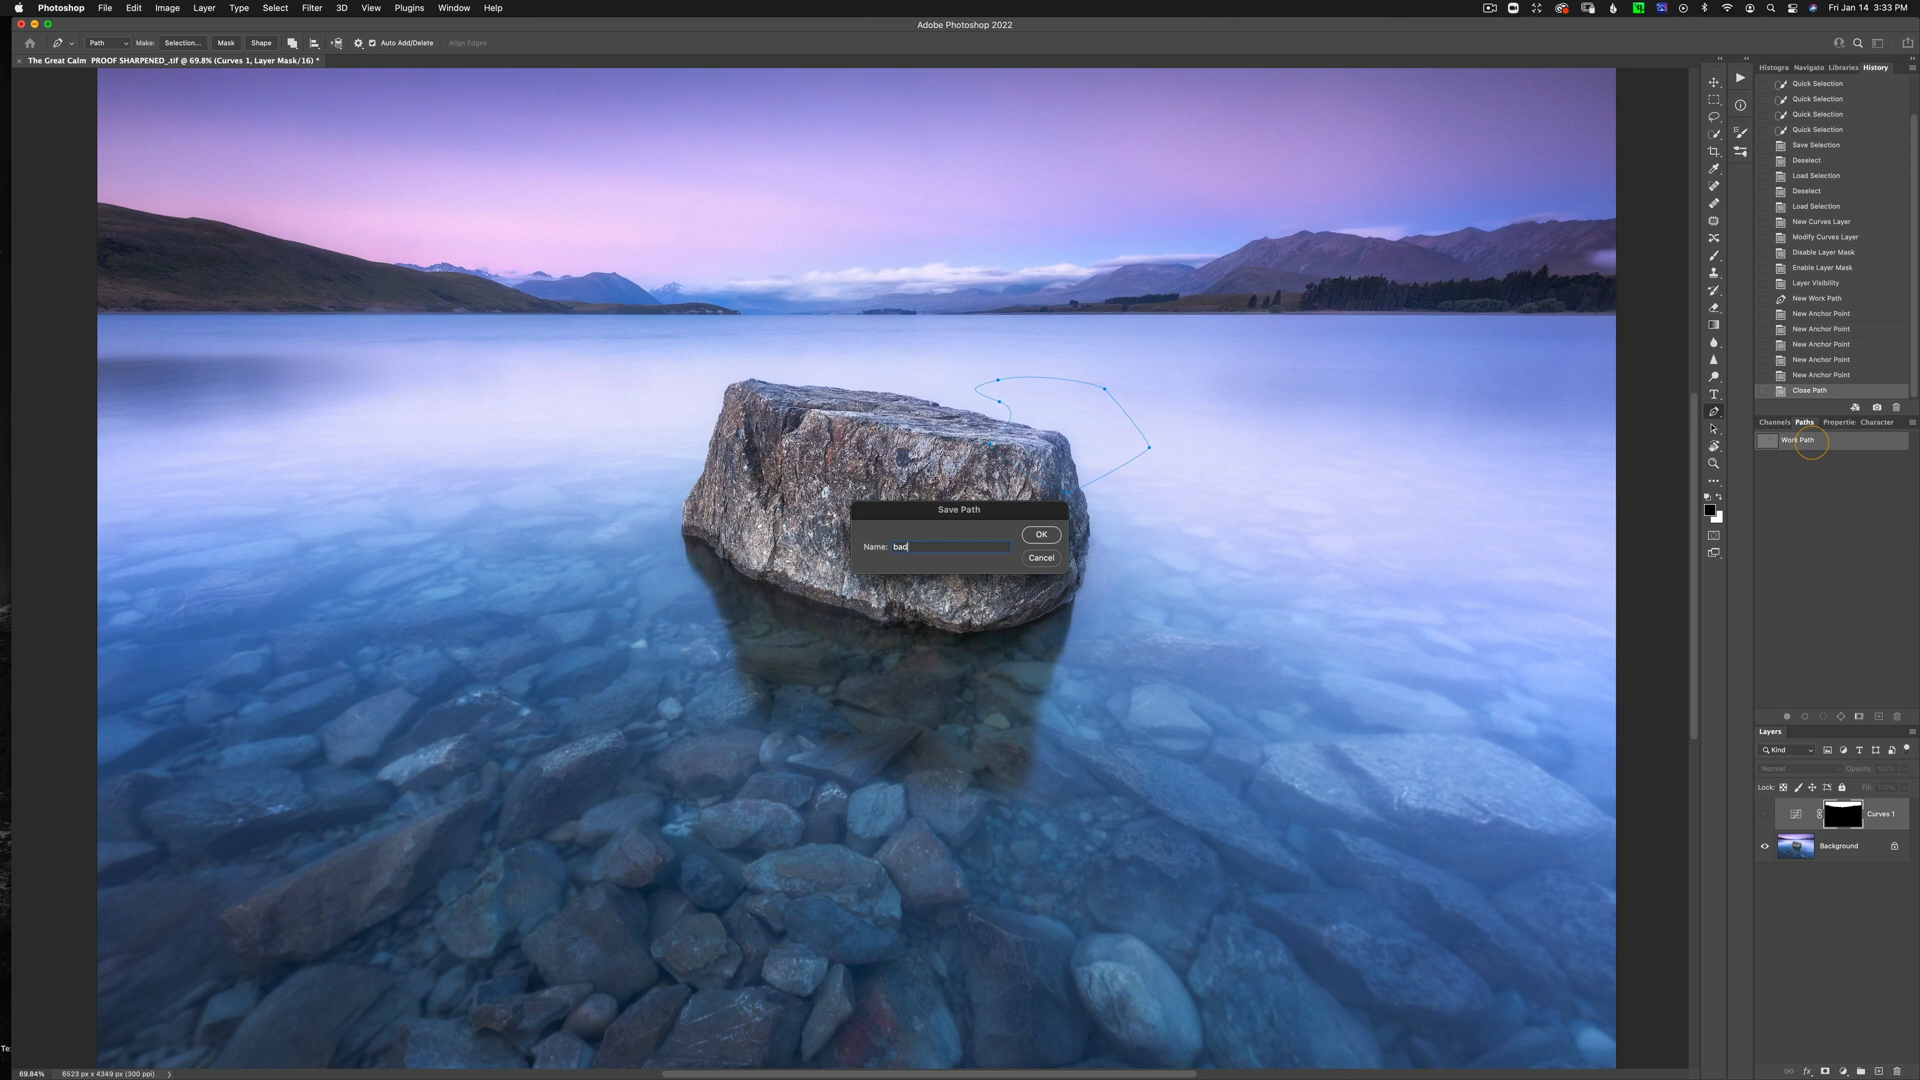 Photoshop File Edit Image Layer Type Select Filter 3D View Plugins Window Help
Fri Jan 14 3:33 PM
Adobe Photoshop 2022
Path Make: Selection... Mask Shape Auto Add/Delete Align Edges
The Great Calm PROOF SHARPENED_.tif @ 69.8% (Curves 1, Layer Mask/16) *
Histogra Navigato Libraries History
Quick Selection
Quick Selection
Quick Selection
Quick Selection
Save Selection
Deselect
Load Selection
Deselect
Load Selection
New Curves Layer
Modify Curves Layer
Disable Layer Mask
Enable Layer Mask
Layer Visibility
New Work Path
New Anchor Point
New Anchor Point
New Anchor Point
New Anchor Point
New Anchor Point
Close Path
Channels Paths Propertie Character
Work Path
Save Path
Name: bad
OK
Cancel
Layers
Kind
Normal Opacity: 100%
Lock: Fill: 100%
Curves 1
Background
Te
69.84% 6523 px x 4349 px (300 ppi)